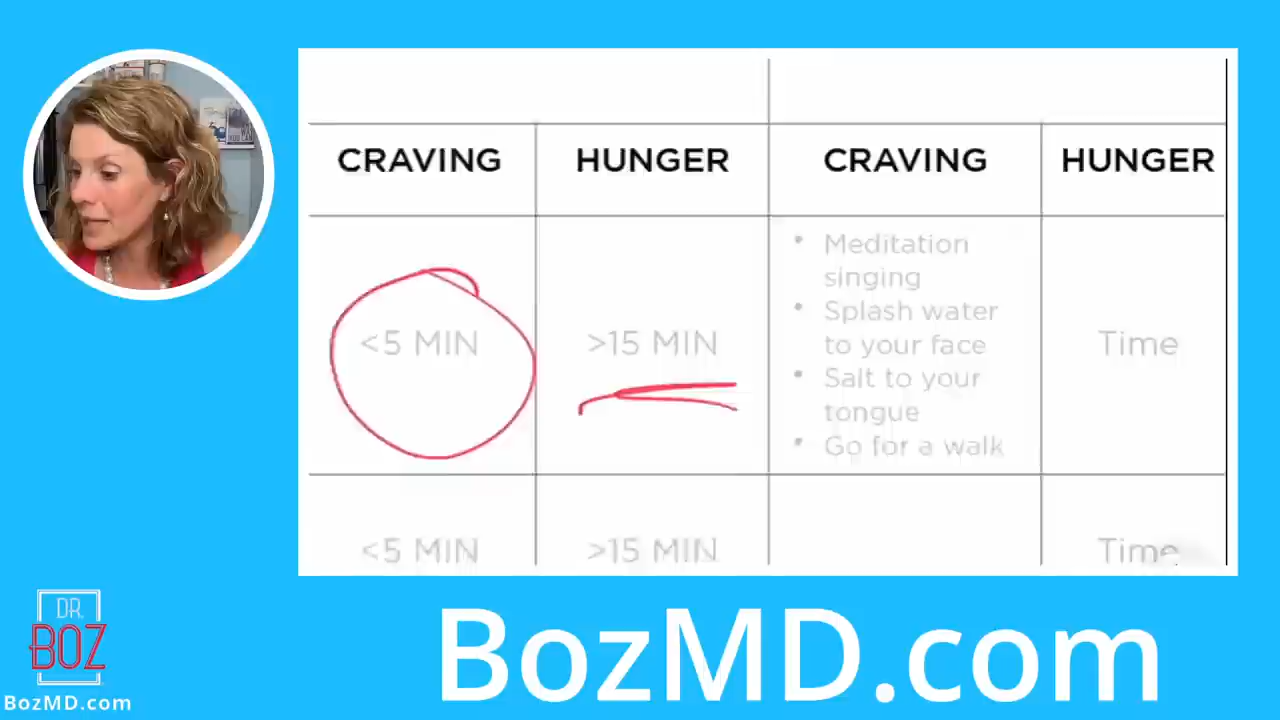 CRAVING HUNGER CRAVING HUNGER
<5 MIN >15 MIN
• Meditation
singing
• Splash water
to your face
• Salt to your
tongue
• Go for a walk
Time
<5 MIN >15 MIN Time
DR.
BOZ
BozMD.com
BozMD.com